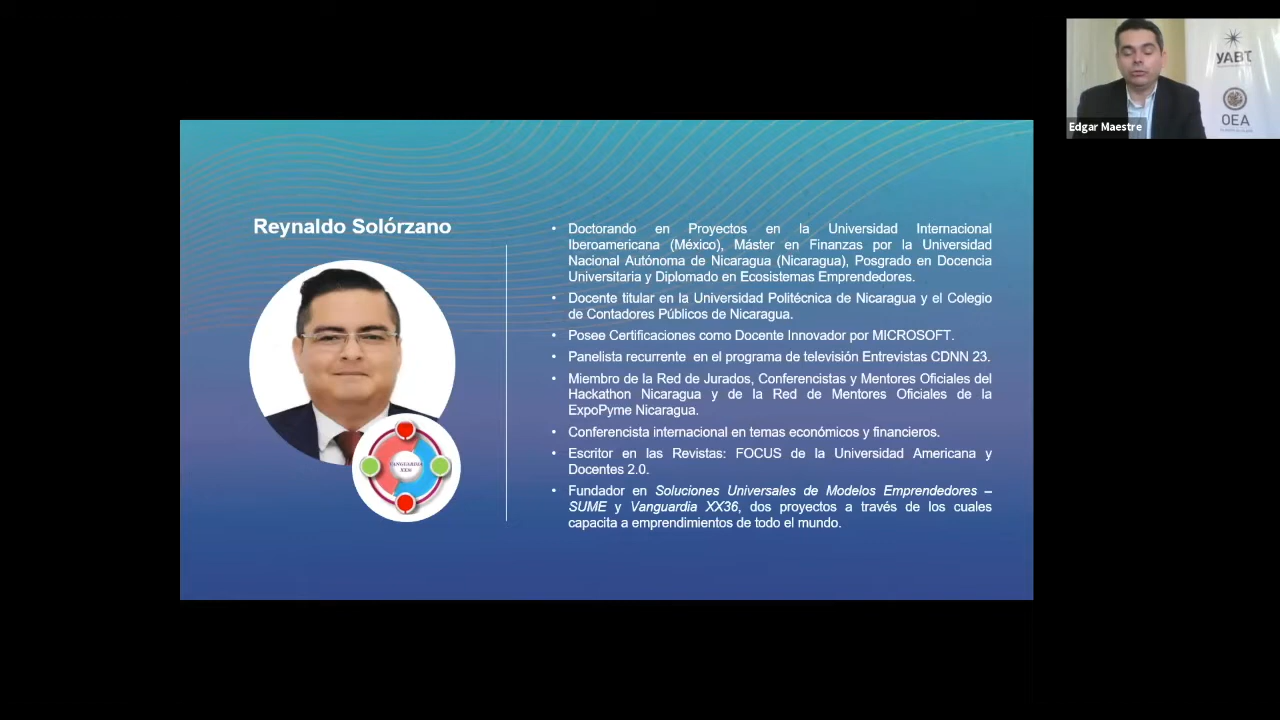 YABT
OEA
Edgar Maestre
Reynaldo Solórzano
VANGUARDIA
XX36
• Doctorando en Proyectos en la Universidad Internacional
Iberoamericana (México), Máster en Finanzas por la Universidad
Nacional Autónoma de Nicaragua (Nicaragua), Posgrado en Docencia
Universitaria y Diplomado en Ecosistemas Emprendedores.
• Docente titular en la Universidad Politécnica de Nicaragua y el Colegio
de Contadores Públicos de Nicaragua.
• Posee Certificaciones como Docente Innovador por MICROSOFT.
• Panelista recurrente en el programa de televisión Entrevistas CDNN 23.
• Miembro de la Red de Jurados, Conferencistas y Mentores Oficiales del
Hackathon Nicaragua y de la Red de Mentores Oficiales de la
ExpoPyme Nicaragua.
• Conferencista internacional en temas económicos y financieros.
• Escritor en las Revistas: FOCUS de la Universidad Americana y
Docentes 2.0.
• Fundador en Soluciones Universales de Modelos Emprendedores –
SUME y Vanguardia XX36, dos proyectos a través de los cuales
capacita a emprendimientos de todo el mundo.